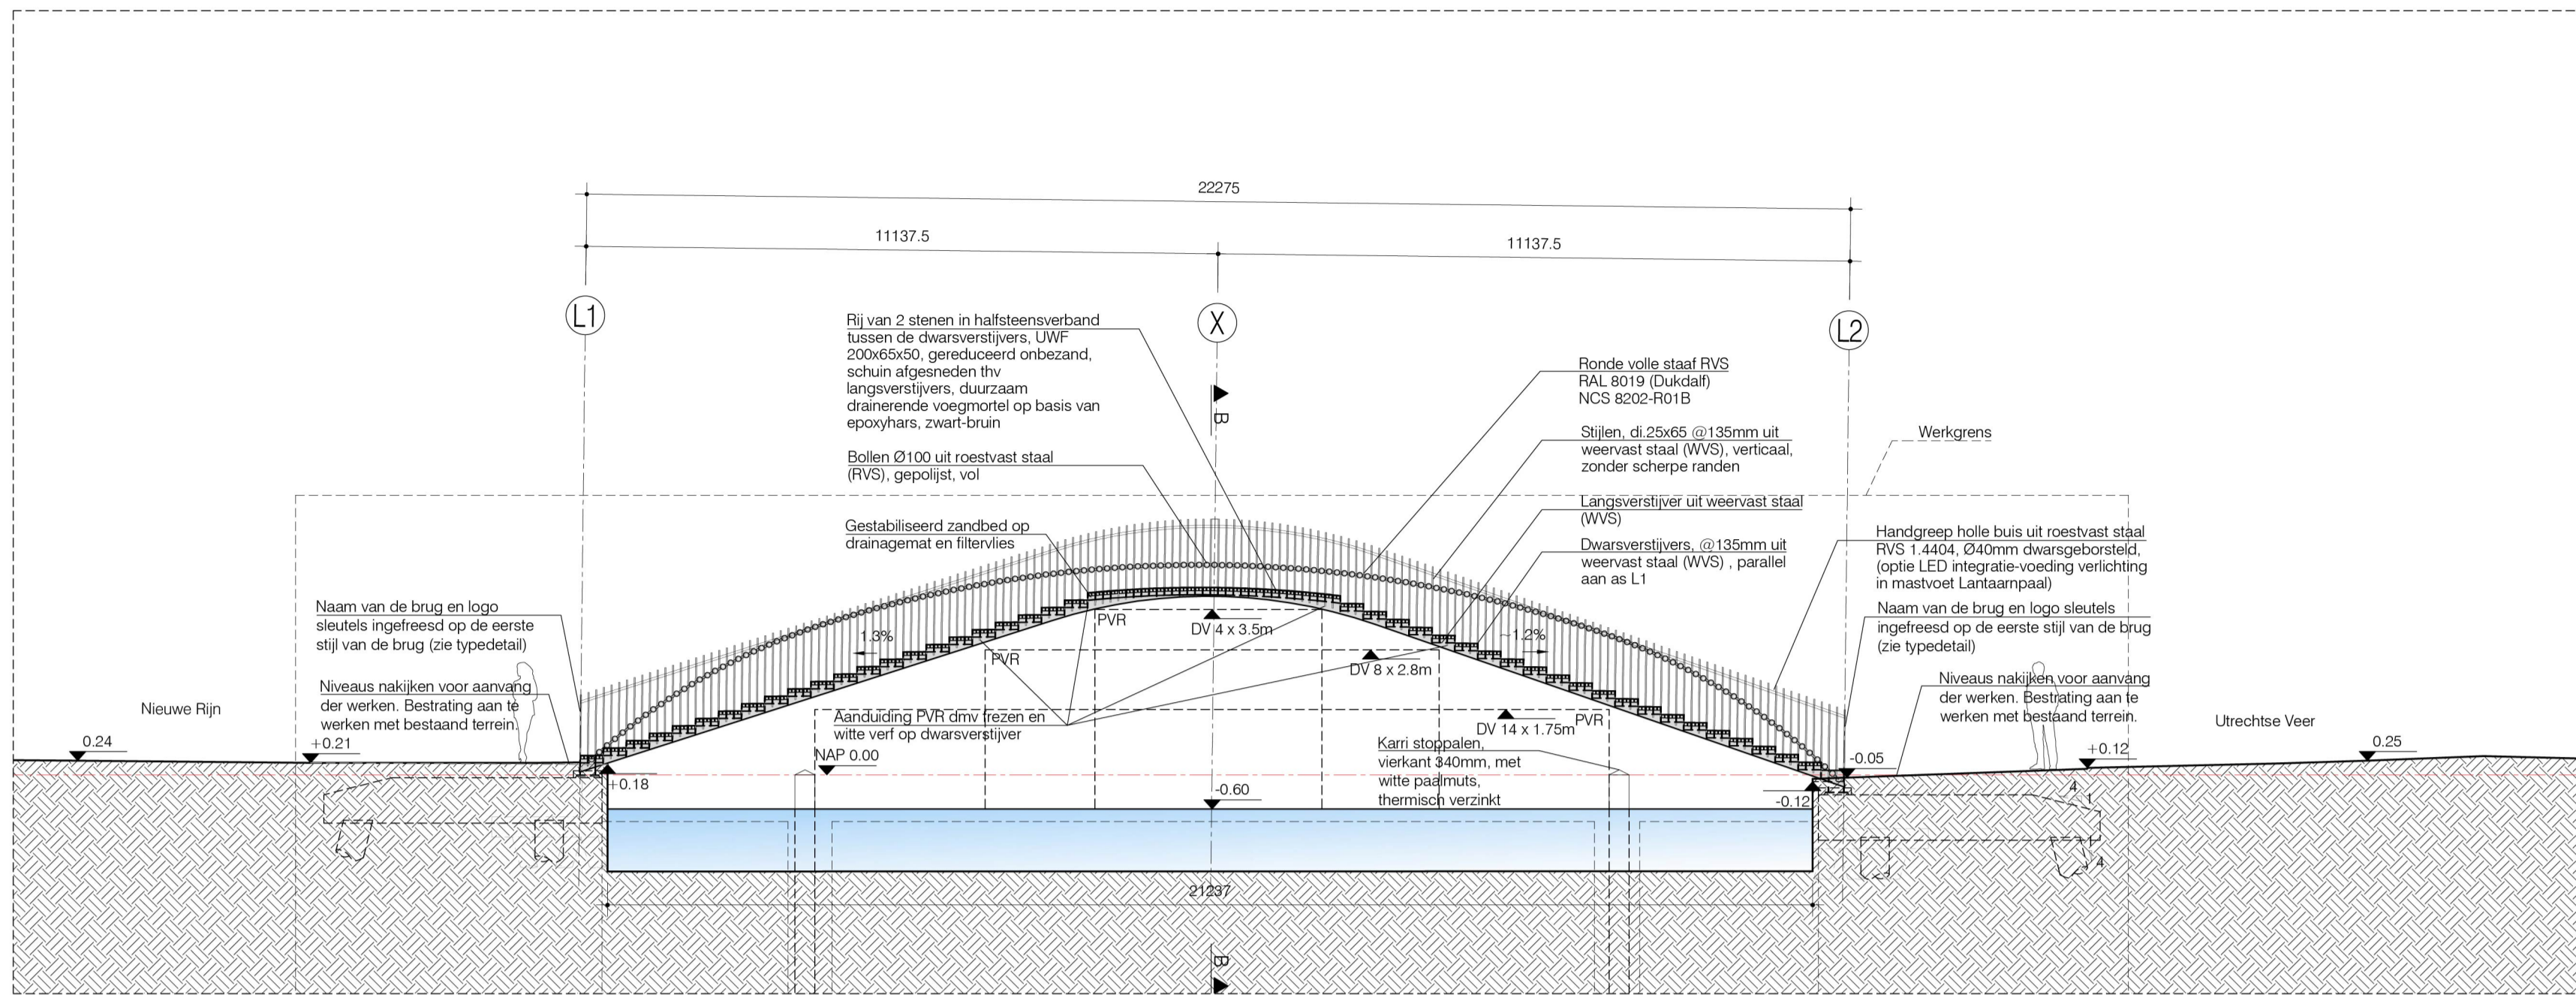 22275
11137.5
11137.5
L1
X
L2
B
Rij van 2 stenen in halfsteensverband
tussen de dwarsverstijvers, UWF
200x65x50, gereduceerd onbezand,
schuin afgesneden thv
langsverstijvers, duurzaam
drainerende voegmortel op basis van
epoxyhars, zwart-bruin
Bollen Ø100 uit roestvast staal
(RVS), gepolijst, vol
Gestabiliseerd zandbed op
drainagemat en filtervlies
Ronde volle staaf RVS
RAL 8019 (Dukdalf)
NCS 8202-R01B
Stijlen, di.25x65 @135mm uit
weervast staal (WVS), verticaal,
zonder scherpe randen
Langsverstijver uit weervast staal
(WVS)
Dwarsverstijvers, @135mm uit
weervast staal (WVS) , parallel
aan as L1
Werkgrens
Handgreep holle buis uit roestvast staal
RVS 1.4404, Ø40mm dwarsgeborsteld,
(optie LED integratie-voeding verlichting
in mastvoet Lantaarnpaal)
Naam van de brug en logo sleutels
ingefreesd op de eerste stijl van de brug
(zie typedetail)
Niveaus nakijken voor aanvang
der werken. Bestrating aan te
werken met bestaand terrein.
Naam van de brug en logo
sleutels ingefreesd op de eerste
stijl van de brug (zie typedetail)
Niveaus nakijken voor aanvang
der werken. Bestrating aan te
werken met bestaand terrein.
Nieuwe Rijn
Utrechtse Veer
0.24
+0.21
1.3%
~1.2%
PVR
DV 4 x 3.5m
PVR
DV 8 x 2.8m
PVR
DV 14 x 1.75m
Aanduiding PVR dmv frezen en
witte verf op dwarsverstijver
NAP 0.00
Karri stoppalen,
vierkant 340mm, met
witte paalmuts,
thermisch verzinkt
+0.18
-0.60
-0.12
-0.05
+0.12
0.25
4
1
1
4
21237
B